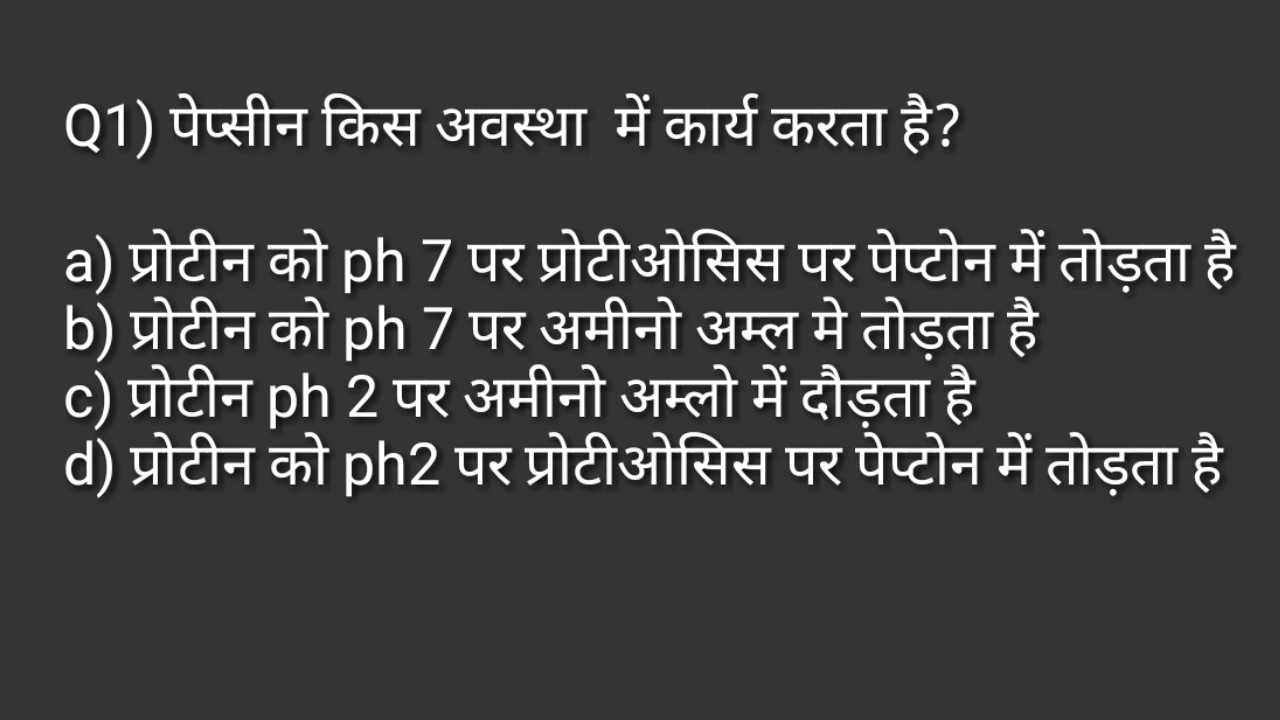 Q1) पेप्सीन किस अवस्था में कार्य करता है?
a) प्रोटीन को ph 7 पर प्रोटीओसिस पर पेप्टोन में तोड़ता है
b) प्रोटीन को ph 7 पर अमीनो अम्ल मे तोड़ता है
c) प्रोटीन ph 2 पर अमीनो अम्लो में दौड़ता है
d) प्रोटीन को ph2 पर प्रोटीओसिस पर पेप्टोन में तोड़ता है